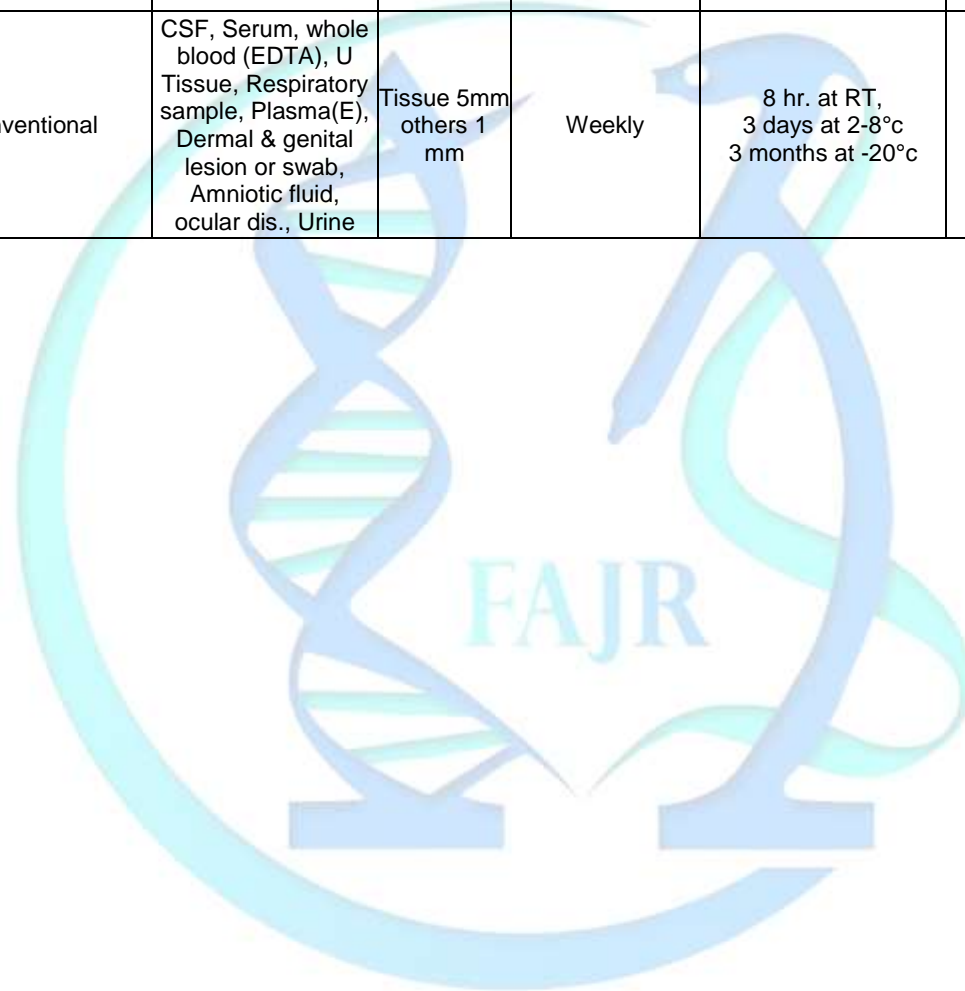 nventional
CSF, Serum, whole
blood (EDTA), U
Tissue, Respiratory
sample, Plasma(E),
Dermal & genital
lesion or swab,
Amniotic fluid,
ocular dis., Urine
Tissue 5mm
others 1
mm
Weekly
8 hr. at RT,
3 days at 2-8°c
3 months at -20°c
FAJR